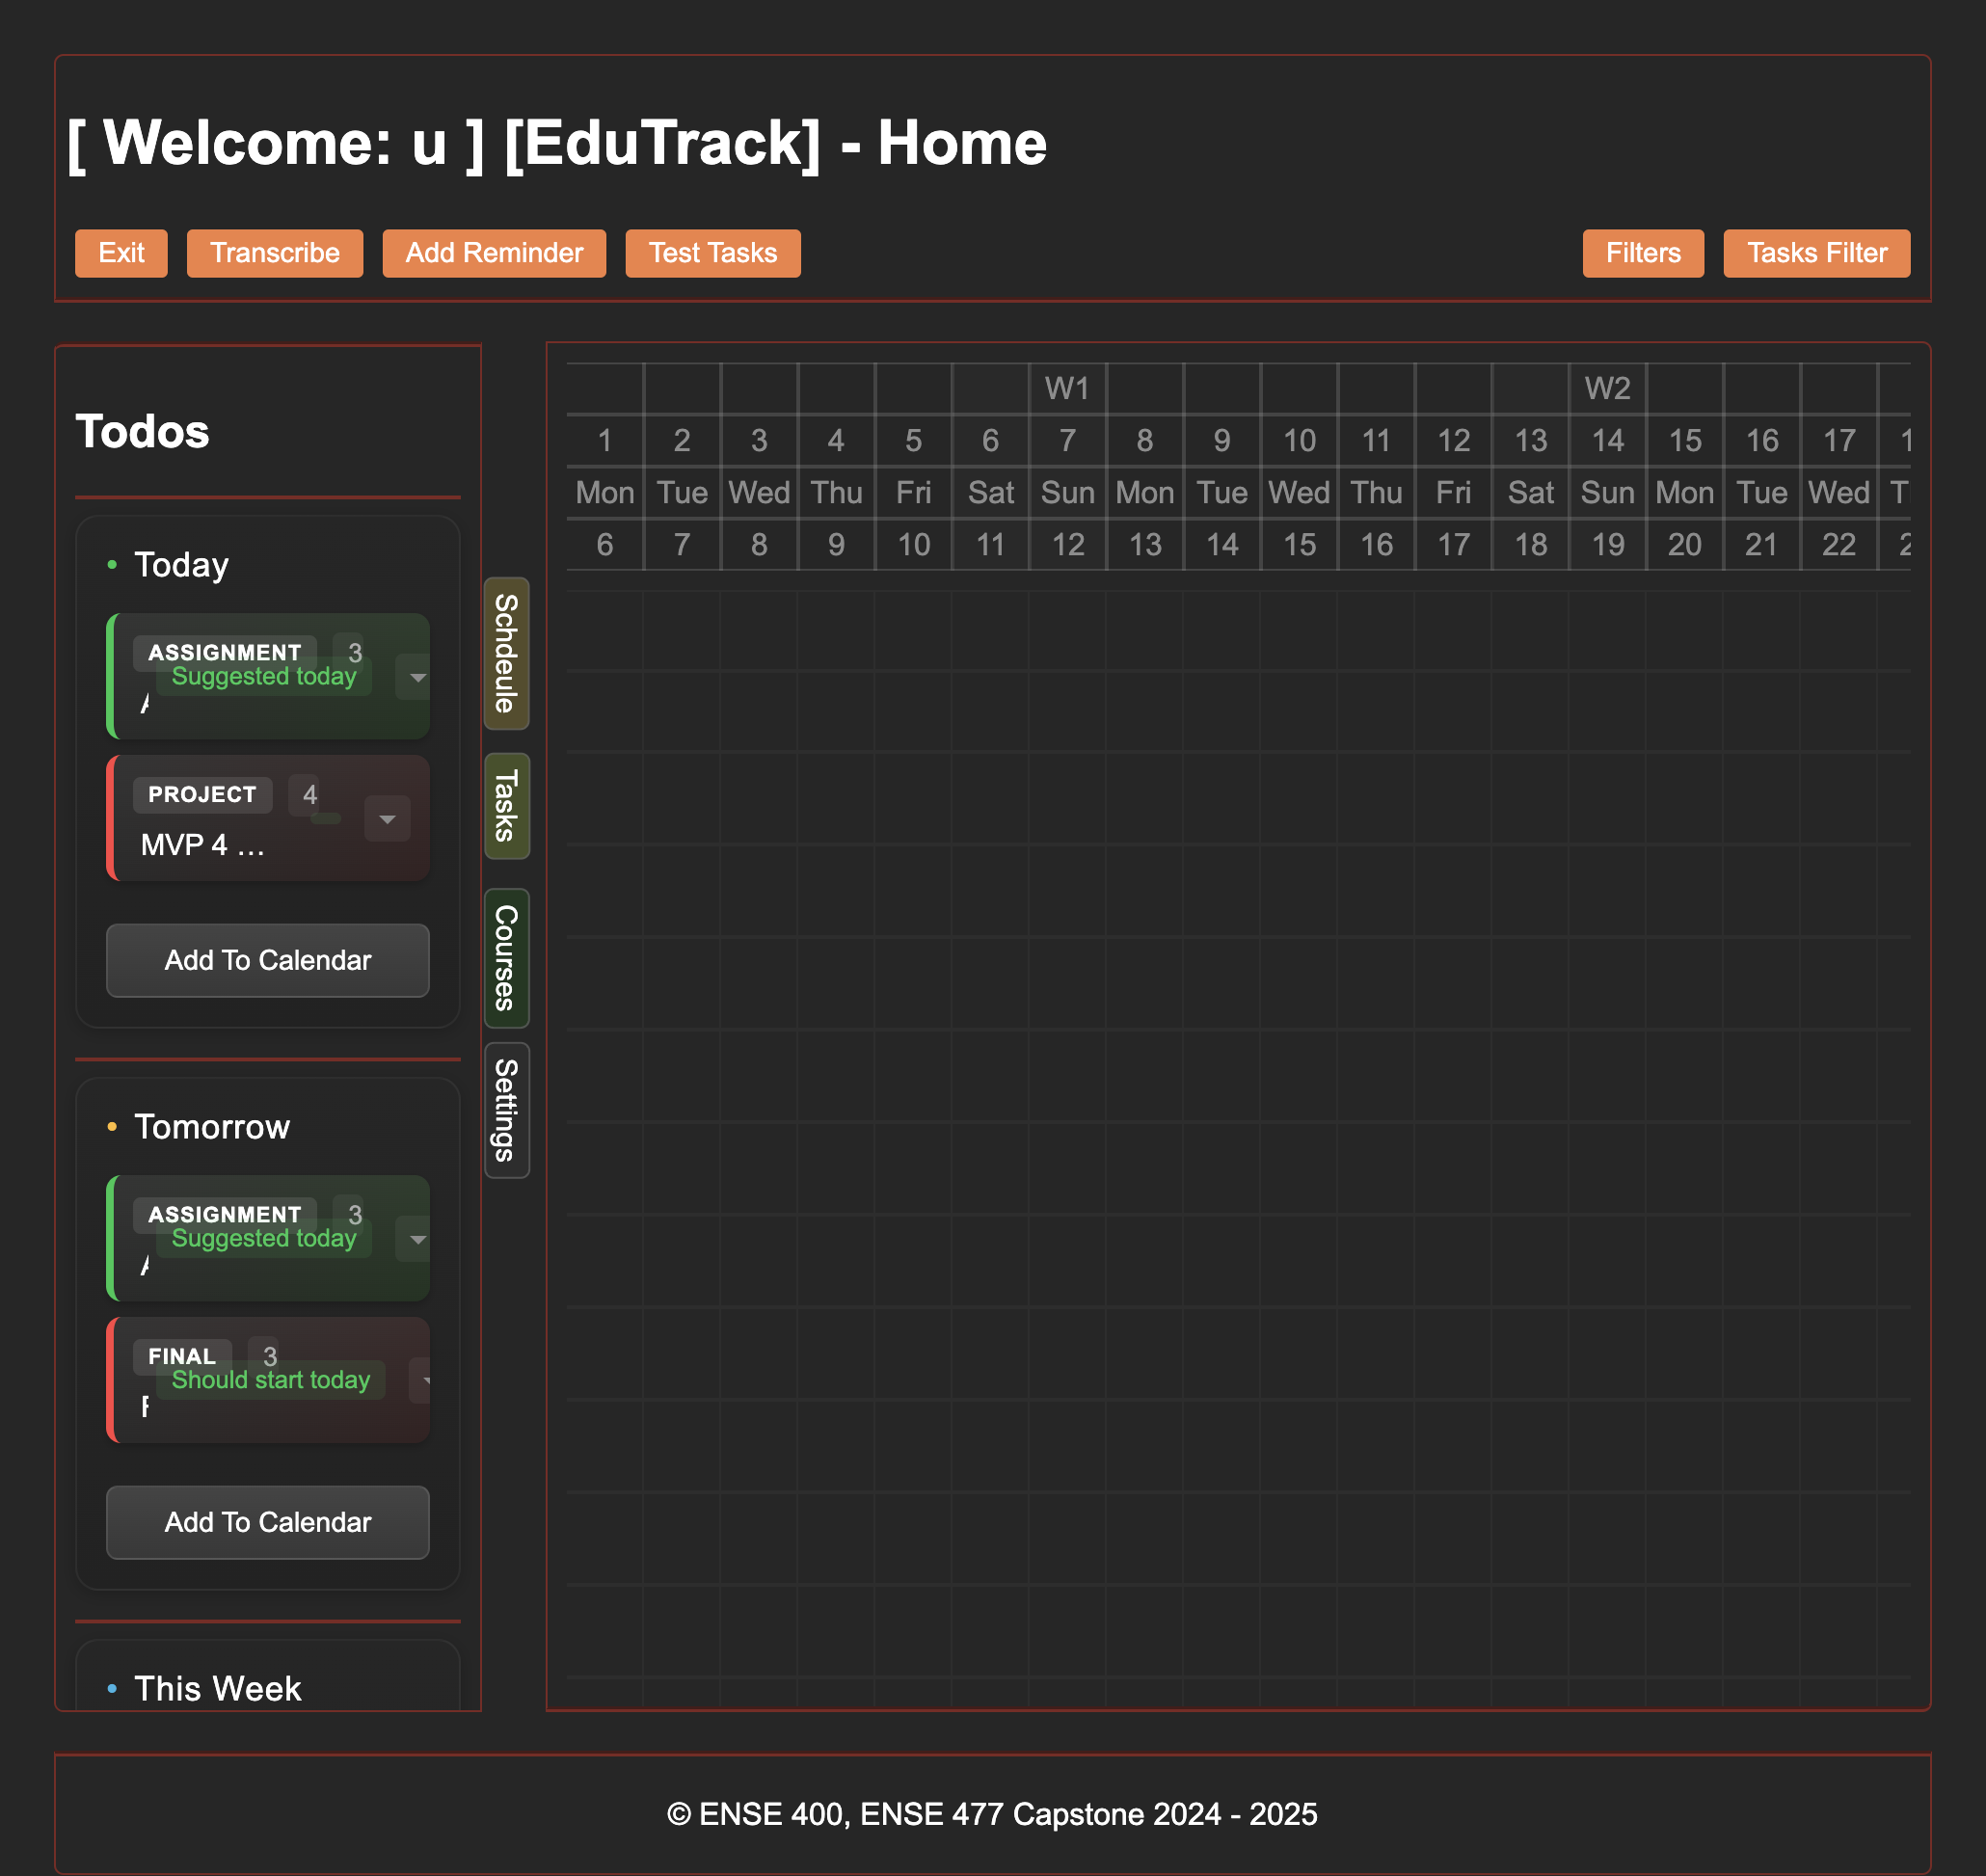 [ Welcome: u ] [EduTrack] - Home
Exit Transcribe Add Reminder Test Tasks Filters Tasks Filter
Todos
Today
ASSIGNMENT 3
Suggested today
PROJECT 4
MVP 4 ...
Add To Calendar
Tomorrow
ASSIGNMENT 3
Suggested today
FINAL 3
Should start today
Add To Calendar
This Week
Schdeule
Tasks
Courses
Settings
W1 W2
1 2 3 4 5 6 7 8 9 10 11 12 13 14 15 16 17
Mon Tue Wed Thu Fri Sat Sun Mon Tue Wed Thu Fri Sat Sun Mon Tue Wed
6 7 8 9 10 11 12 13 14 15 16 17 18 19 20 21 22
© ENSE 400, ENSE 477 Capstone 2024 - 2025